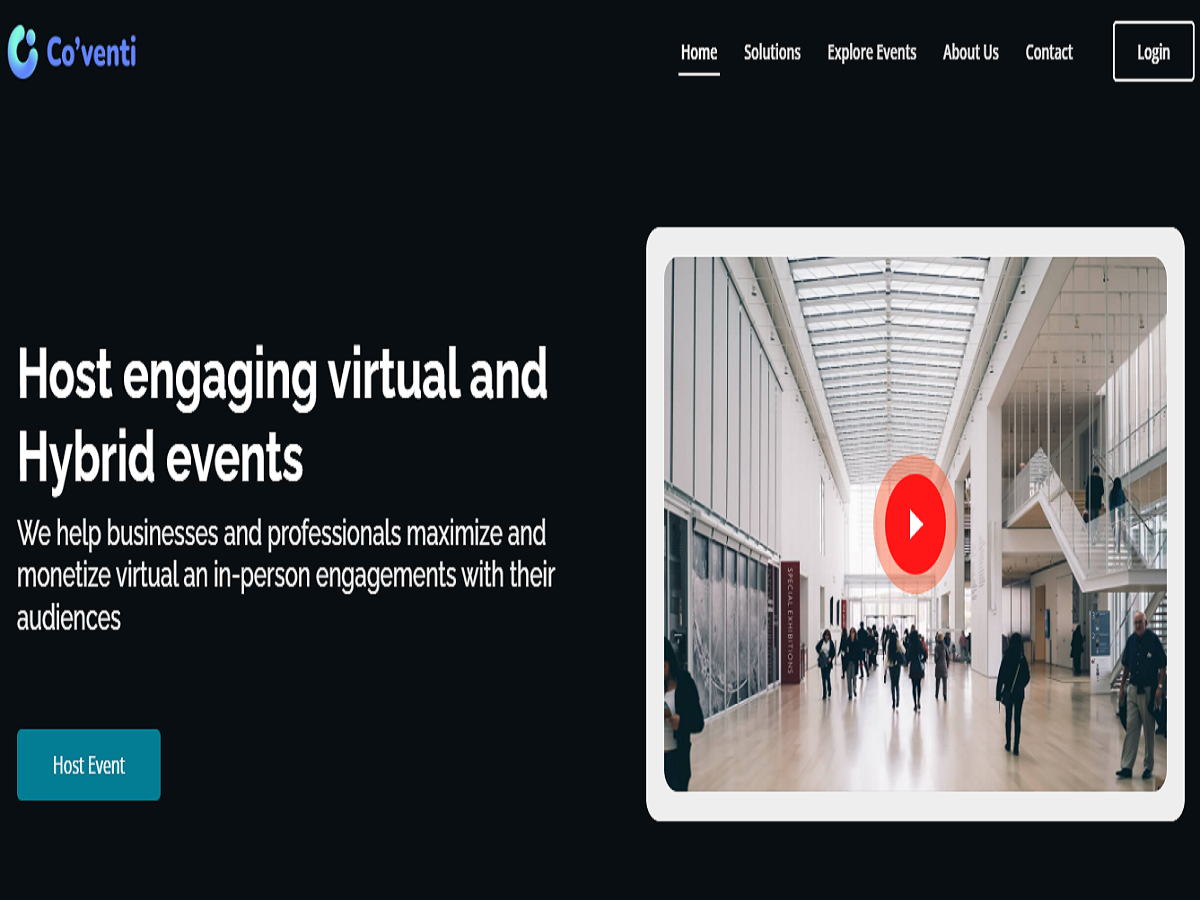 Co'venti
Home
Solutions
Explore Events
About Us
Contact
Login
Host engaging virtual and
Hybrid events
We help businesses and professionals maximize and
monetize virtual an in-person engagements with their
audiences
Host Event
SPECIAL EXHIBITIONS